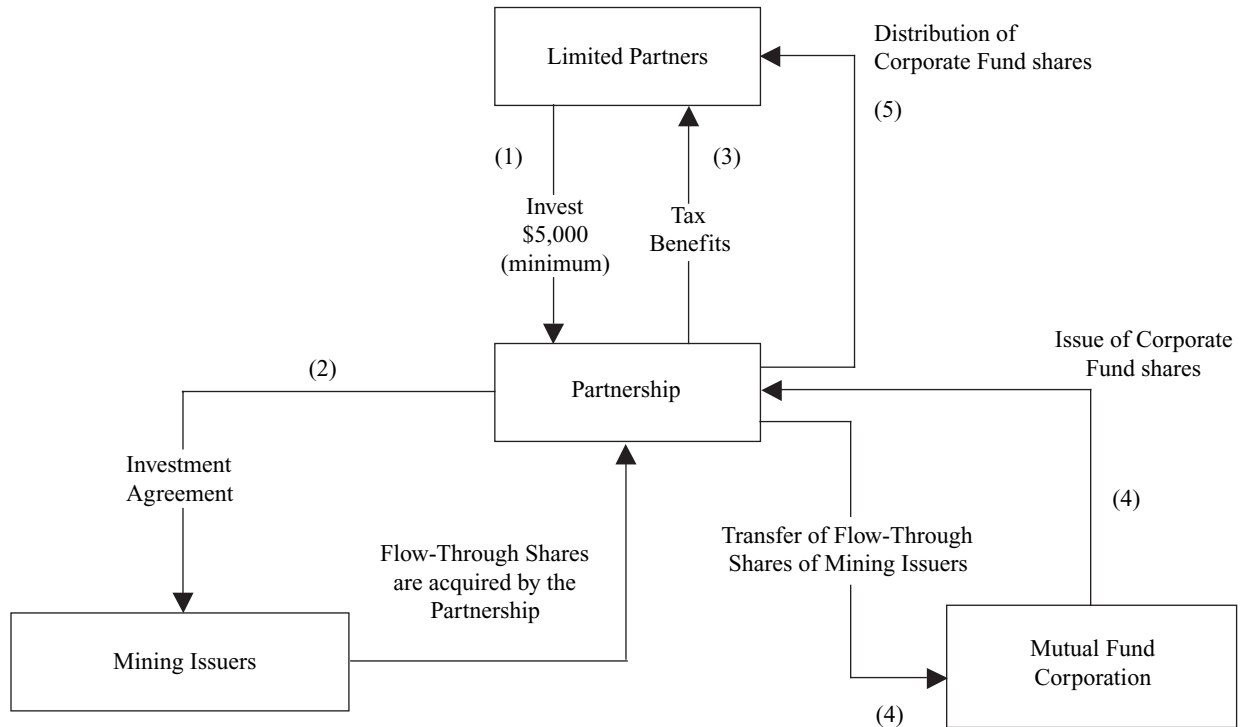 Limited Partners
Distribution of
Corporate Fund shares
(5)
(1)
(3)
Invest
$5,000
(minimum)
Tax
Benefits
Issue of Corporate
Fund shares
(2)
Partnership
Investment
Agreement
(4)
Flow-Through Shares
are acquired by the
Partnership
Transfer of Flow-Through
Shares of Mining Issuers
Mining Issuers
Mutual Fund
Corporation
(4)